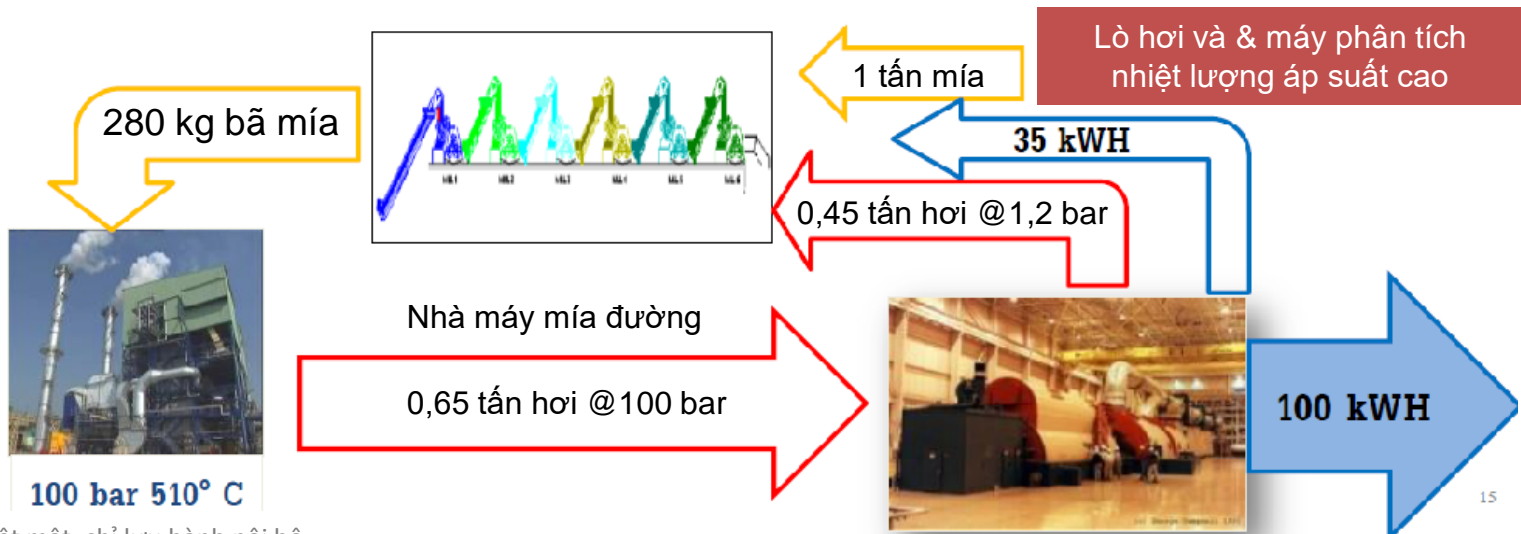 Lò hơi và & máy phân tích
nhiệt lượng áp suất cao
1 tấn mía
280 kg bã mía
35 kWH
0,45 tấn hơi @1,2 bar
Nhà máy mía đường
0,65 tấn hơi @100 bar
100 kWH
100 bar 510° C
15